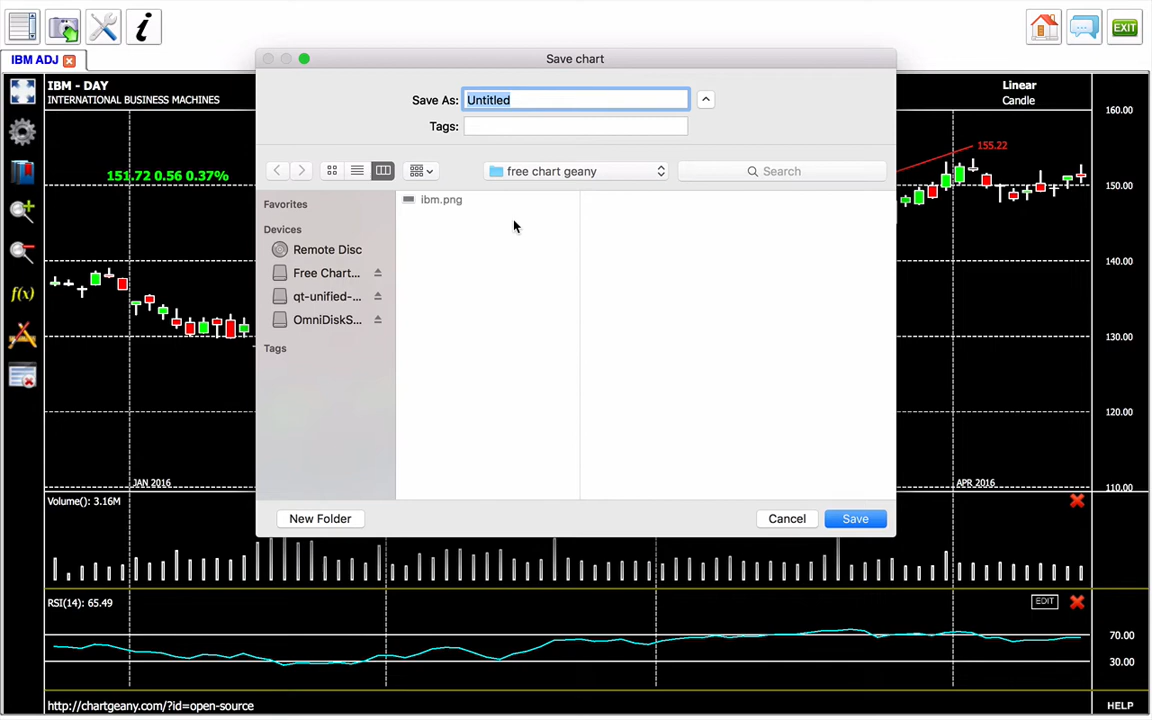 EXIT
IBM ADJ
Save chart
IBM - DAY
INTERNATIONAL BUSINESS MACHINES
Linear
Candle
Save As: Untitled
Tags:
160.00
151.72 0.56 0.37%
free chart geany
Search
155.22
150.00
Favorites
ibm.png
Devices
Remote Disc
Free Chart...
qt-unified-...
OmniDiskS...
Tags
140.00
f(x)
130.00
120.00
JAN 2016
APR 2016
110.00
Volume(): 3.16M
New Folder
Cancel
Save
RSI(14): 65.49
EDIT
70.00
30.00
http://chartgeany.com/?id=open-source
HELP